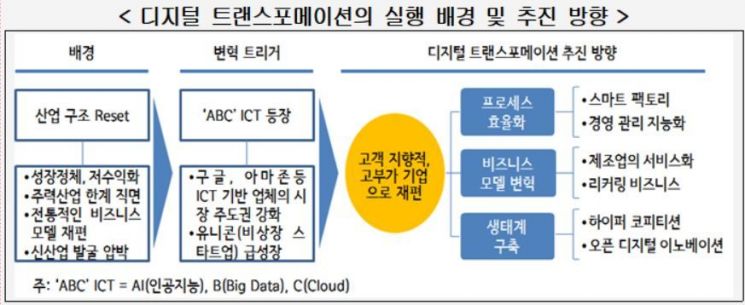 < 디지털 트랜스포메이션의 실행 배경 및 추진 방향 >
배경
변혁 트리거
디지털 트랜스포메이션 추진 방향
산업 구조 Reset
•성장정체, 저수익화
•주력산업 한계 직면
•전통적인 비즈니스
모델 재편
•신산업 발굴 압박
'ABC' ICT 등장
•구글, 아마존등
ICT 기반 업체의 시
장 주도권 강화
•유니콘(비상장 스
타트업) 급성장
고객 지향적,
고부가 기업
으로 재편
프로세스
효율화
•스마트 팩토리
•경영 관리 지능화
비즈니스
모델 변혁
•제조업의 서비스화
•리커링 비즈니스
생태계
구축
•하이퍼 코피티션
•오픈 디지털 이노베이션
주: 'ABC' ICT = AI(인공지능), B(Big Data), C(Cloud)